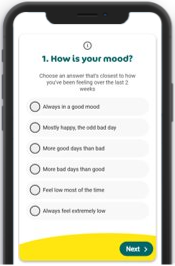 1. How is your mood?
Choose an answer that's closest to how
you've been feeling over the last 2
weeks
Always in a good mood
Mostly happy, the odd bad day
More good days than bad
More bad days than good
Feel low most of the time
Always feel extremely low
Next >